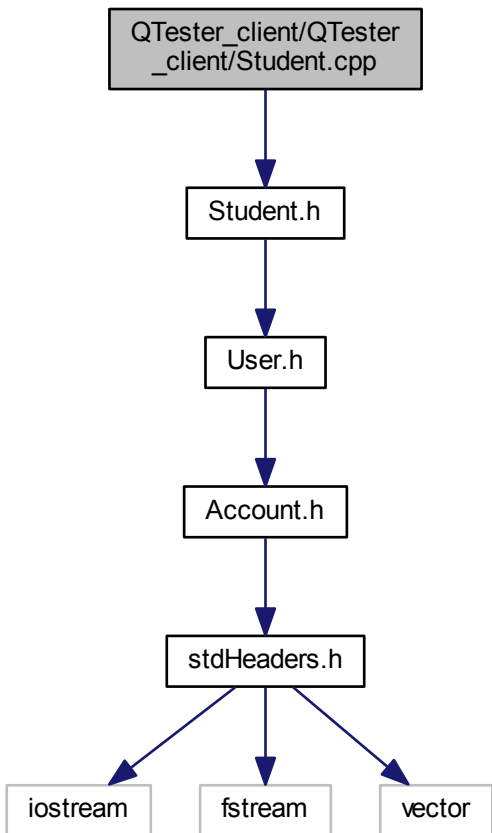 QTester_client/QTester
_client/Student.cpp
Student.h
User.h
Account.h
stdHeaders.h
iostream
fstream
vector